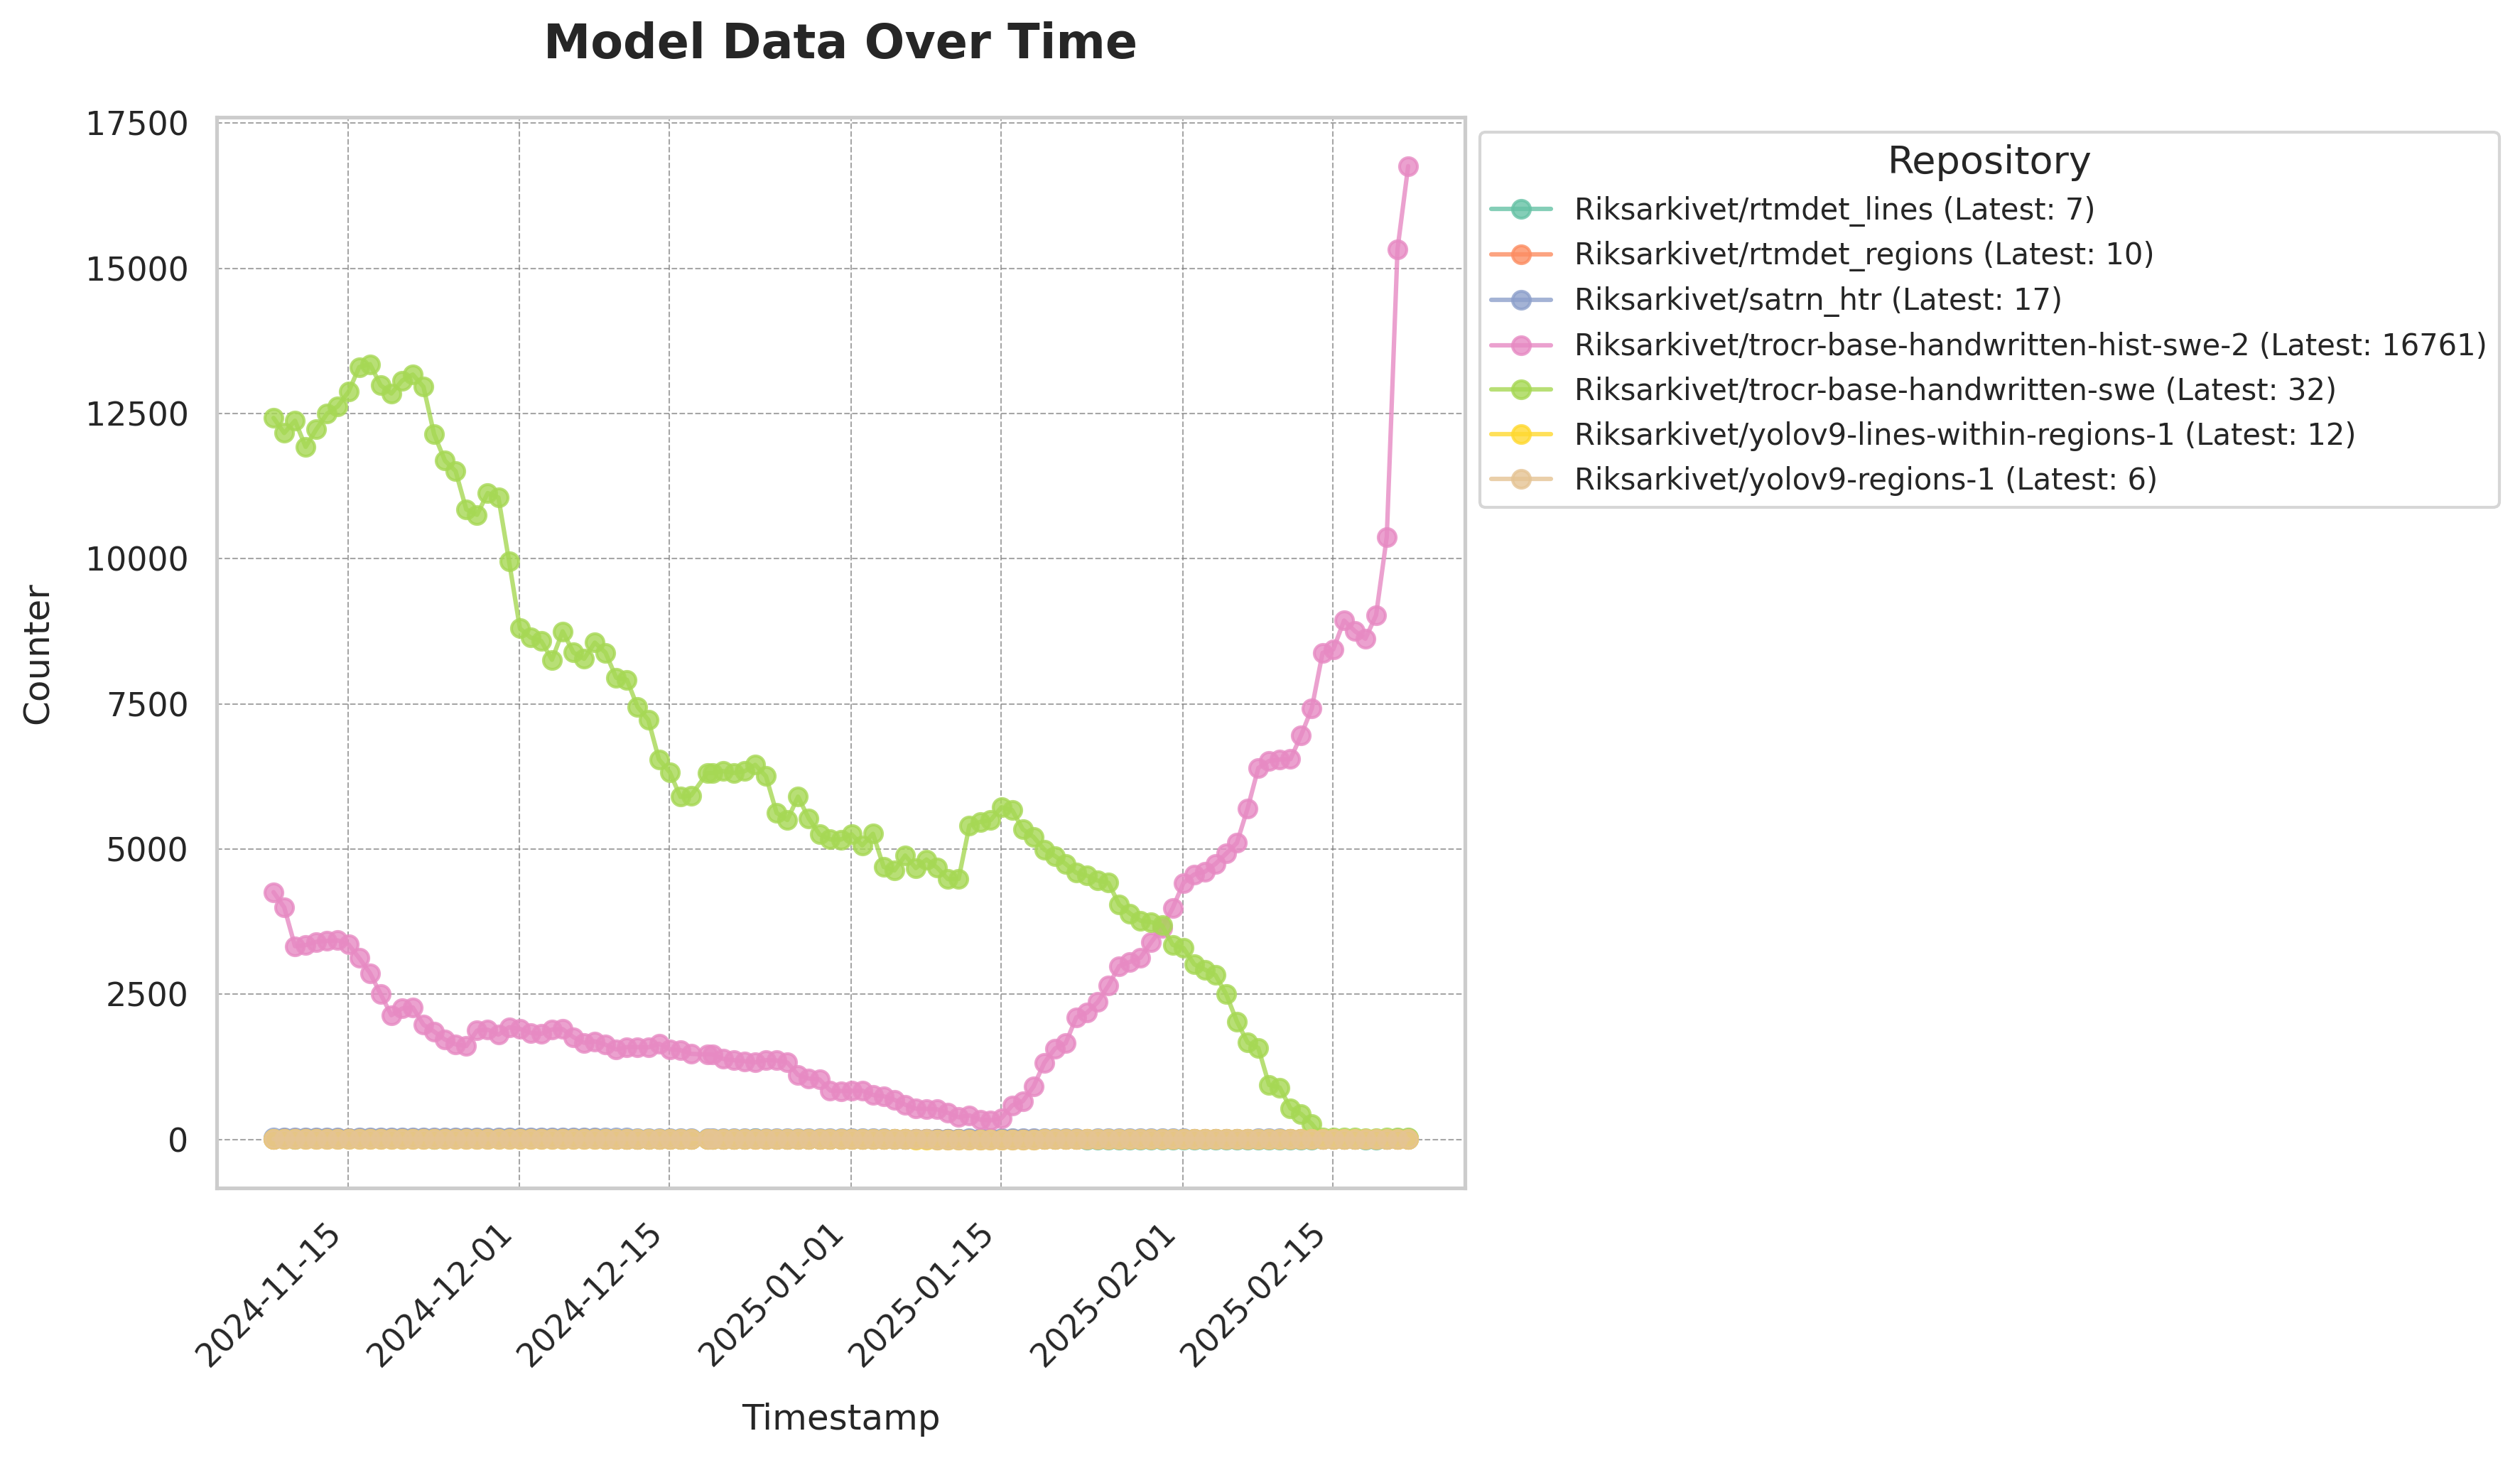 Model Data Over Time
17500
15000
12500
10000
7500
5000
2500
0
Counter
2024-11-15
2024-12-01
2024-12-15
2025-01-01
2025-01-15
2025-02-01
2025-02-15
Timestamp
Repository
Riksarkivet/rtmdet_lines (Latest: 7)
Riksarkivet/rtmdet_regions (Latest: 10)
Riksarkivet/satrn_htr (Latest: 17)
Riksarkivet/trocr-base-handwritten-hist-swe-2 (Latest: 16761)
Riksarkivet/trocr-base-handwritten-swe (Latest: 32)
Riksarkivet/yolov9-lines-within-regions-1 (Latest: 12)
Riksarkivet/yolov9-regions-1 (Latest: 6)